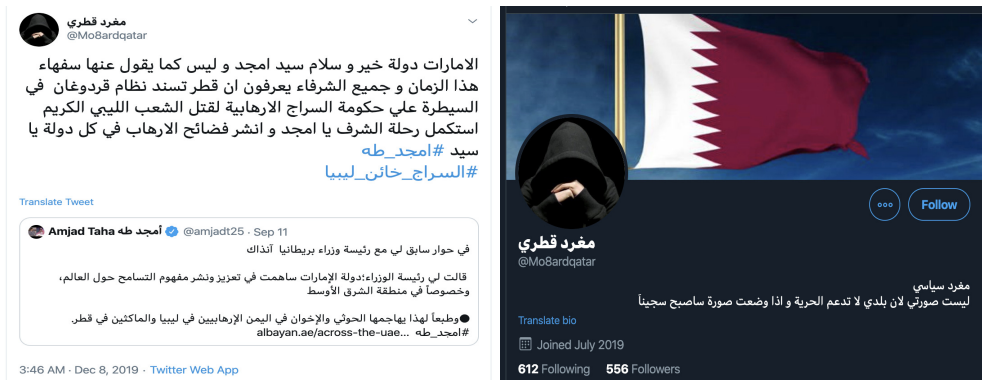 مغرد قطري
@Mo8ardqatar
الامارات دولة خير و سلام سيد امجد و ليس كما يقول عنها سفهاء
هذا الزمان و جميع الشرفاء يعرفون ان قطر تسند نظام قردوغان في
السيطرة علي حكومة السراج الارهابية لقتل الشعب الليبي الكريم
استكمل رحلة الشرف يا امجد و انشر فضائح الارهاب في كل دولة يا
سيد #امجد_طه
#السراج_خائن_ليبيا
Translate Tweet
Amjad Taha أمجد طه @amjadt25 · Sep 11
في حوار سابق لي مع رئيسة وزراء بريطانيا آنذاك
قالت لي رئيسة الوزراء؛دولة الإمارات ساهمت في تعزيز ونشر مفهوم التسامح حول العالم،
وخصوصاً في منطقة الشرق الأوسط
●وطبعاً لهذا يهاجمها الحوثي والإخوان في اليمن الإرهابيين في ليبيا والماكثين في قطر.
#امجد_طه albayan.ae/across-the-uae...
3:46 AM · Dec 8, 2019 · Twitter Web App
Follow
مغرد قطري
@Mo8ardqatar
مغرد سياسي
ليست صورتي لان بلدي لا تدعم الحرية و اذا وضعت صورة ساصبح سجيناً
Translate bio
Joined July 2019
612 Following 556 Followers